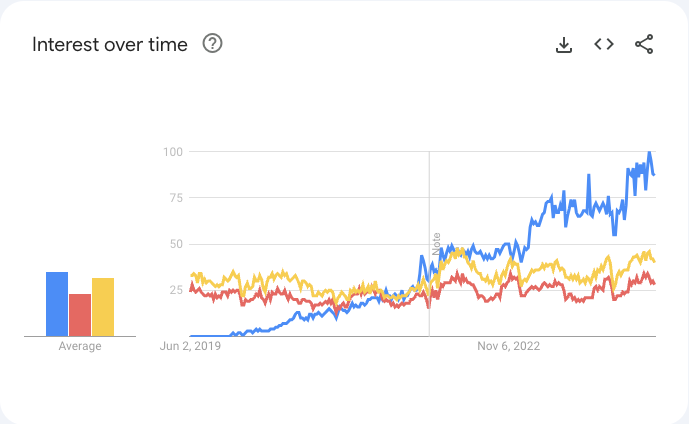 Interest over time
100
75
50
25
Note
Average
Jun 2, 2019
Nov 6, 2022